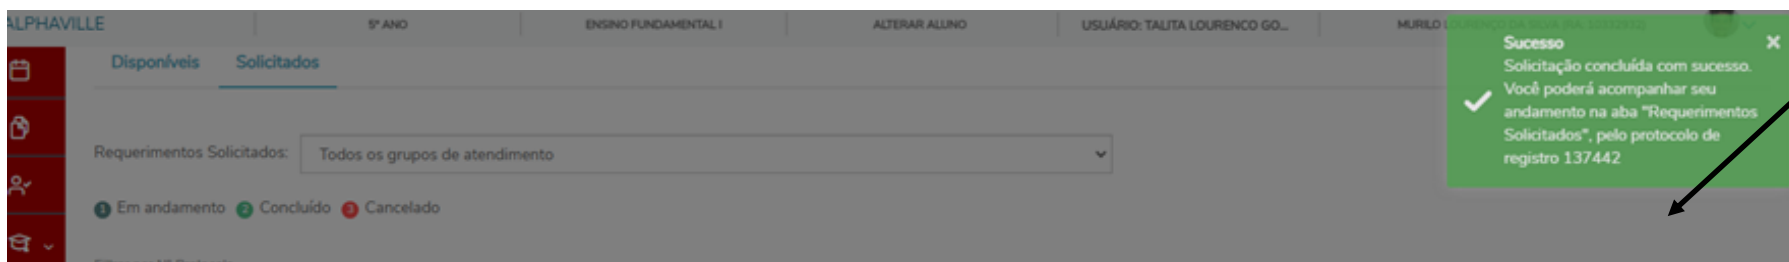 ALPHAVILLE
5º ANO
ENSINO FUNDAMENTAL I
ALTERAR ALUNO
USUÁRIO: TALITA LOURENCO GO...
MURILO
Disponíveis
Solicitados
Sucesso
Solicitação concluída com sucesso.
Você poderá acompanhar seu
andamento na aba "Requerimentos
Solicitados", pelo protocolo de
registro 137442
Requerimentos Solicitados:
Todos os grupos de atendimento
1 Em andamento 2 Concluído 3 Cancelado